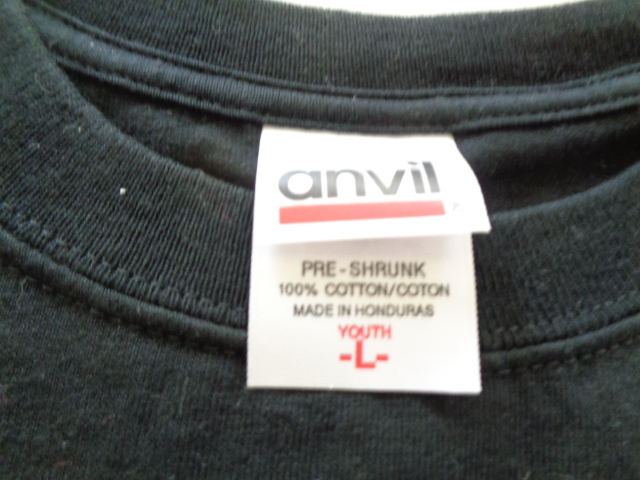 anvil
PRE-SHRUNK
100% COTTON/COTON
MADE IN HONDURAS
YOUTH
-L-